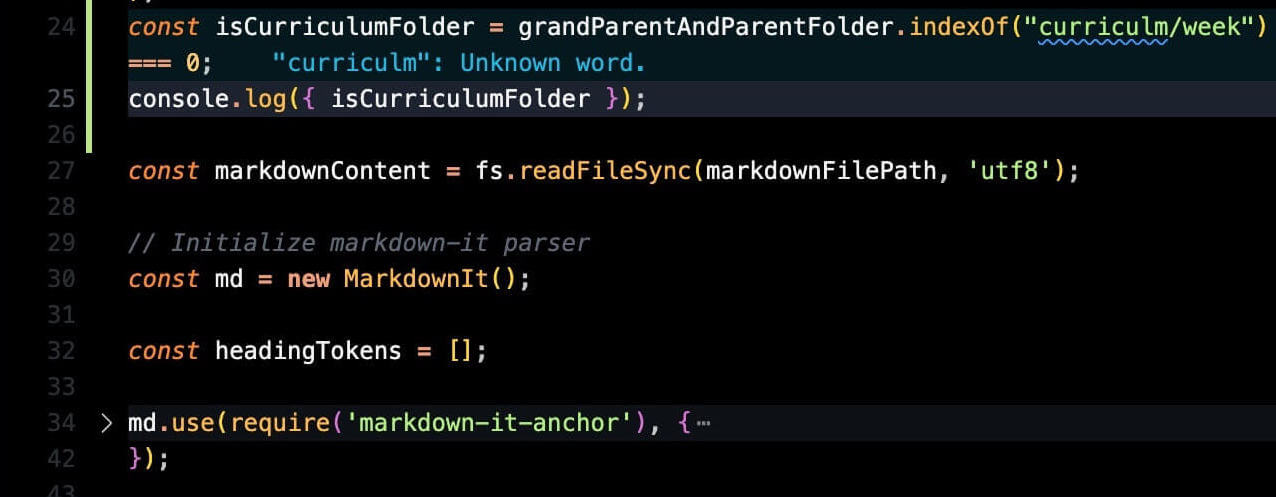 24 const isCurriculumFolder = grandParentAndParentFolder.indexOf("curriculm/week")
=== 0; "curriculm": Unknown word.
25 console.log({ isCurriculumFolder });
26
27 const markdownContent = fs.readFileSync(markdownFilePath, 'utf8');
28
29 // Initialize markdown-it parser
30 const md = new MarkdownIt();
31
32 const headingTokens = [];
33
34 > md.use(require('markdown-it-anchor'), {⋯
42 });
43